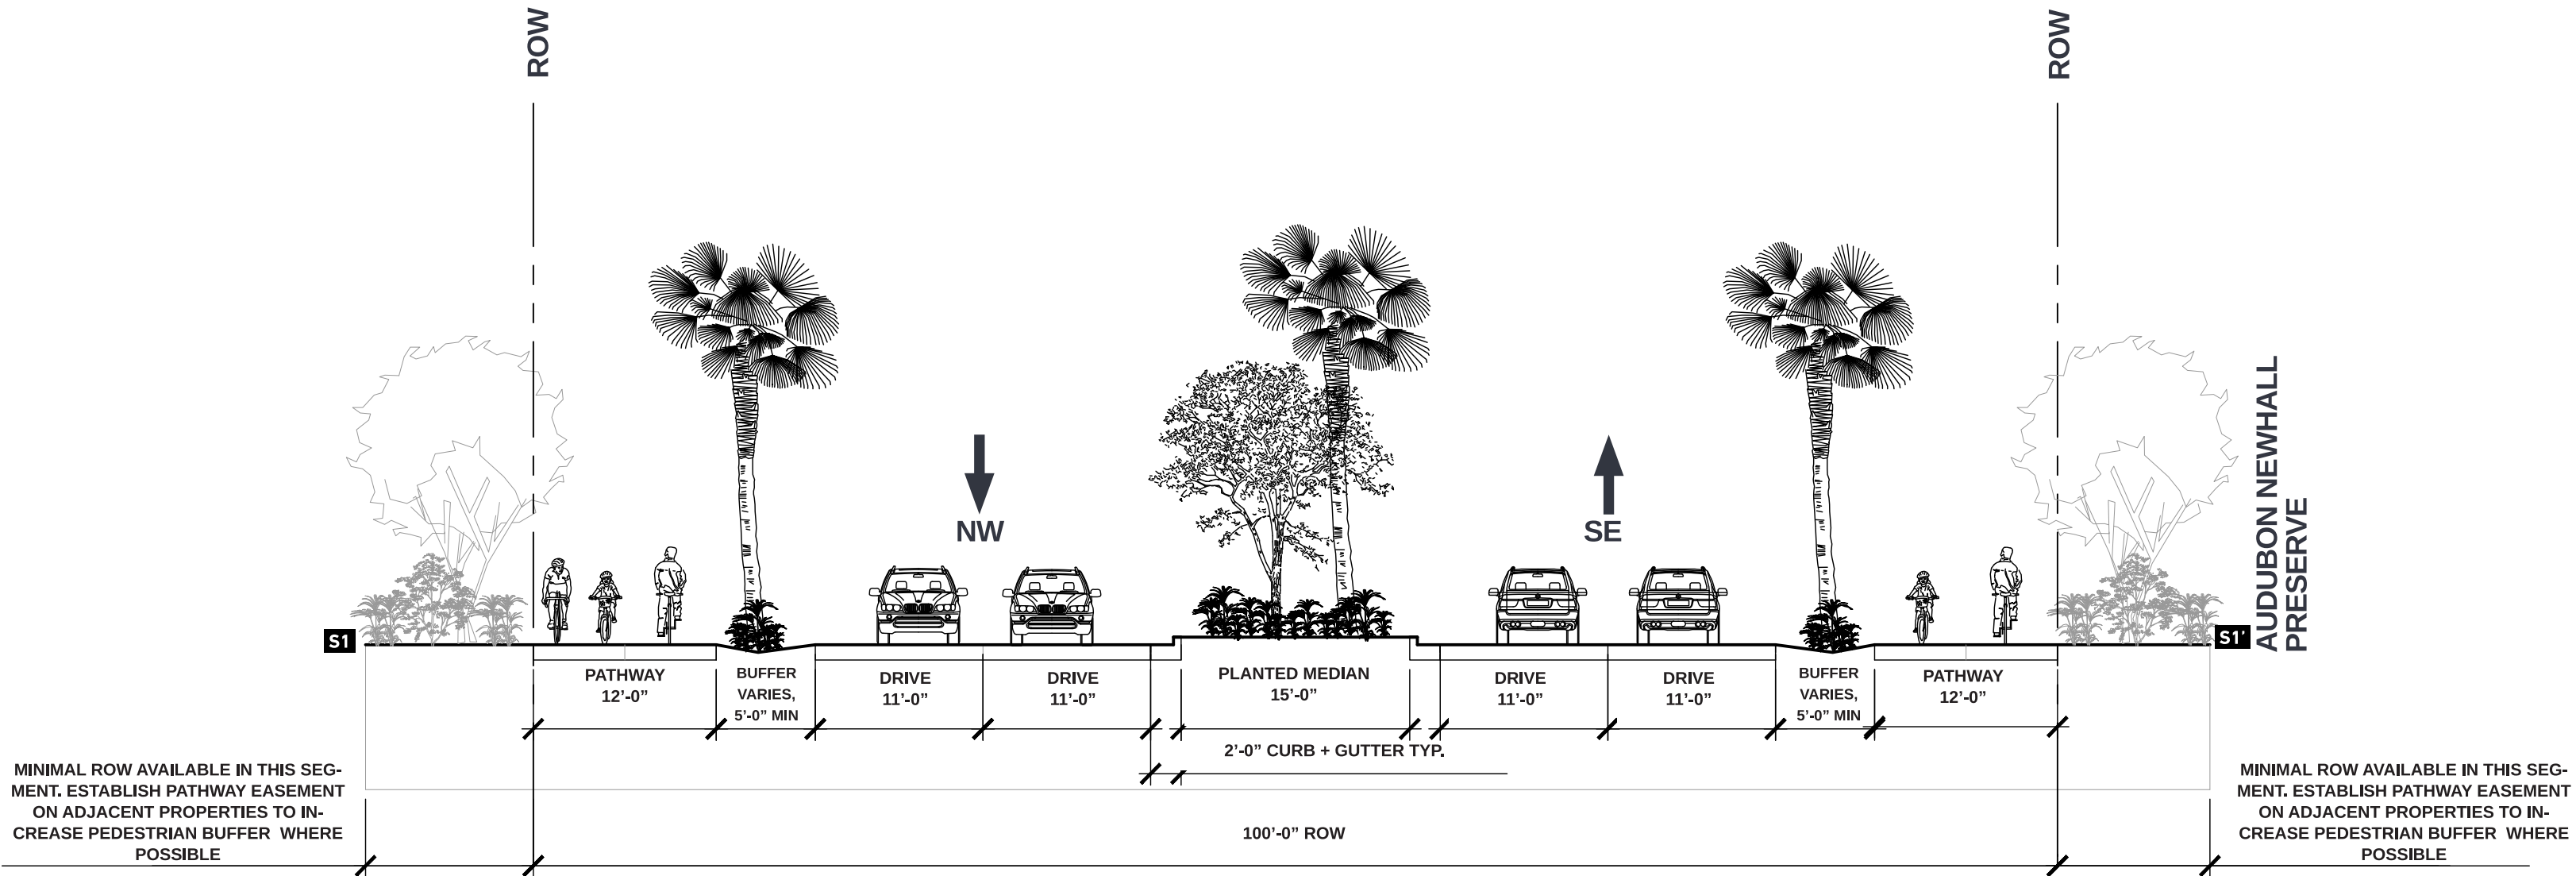 ROW
ROW
NW
SE
AUDUBON NEWHALL
PRESERVE
S1
S1’
PATHWAY
12’-0”
BUFFER
VARIES,
5’-0” MIN
DRIVE
11’-0”
DRIVE
11’-0”
PLANTED MEDIAN
15’-0”
DRIVE
11’-0”
DRIVE
11’-0”
BUFFER
VARIES,
5’-0” MIN
PATHWAY
12’-0”
2’-0” CURB + GUTTER TYP.
MINIMAL ROW AVAILABLE IN THIS SEG-
MENT. ESTABLISH PATHWAY EASEMENT
ON ADJACENT PROPERTIES TO IN-
CREASE PEDESTRIAN BUFFER WHERE
POSSIBLE
100’-0” ROW
MINIMAL ROW AVAILABLE IN THIS SEG-
MENT. ESTABLISH PATHWAY EASEMENT
ON ADJACENT PROPERTIES TO IN-
CREASE PEDESTRIAN BUFFER WHERE
POSSIBLE